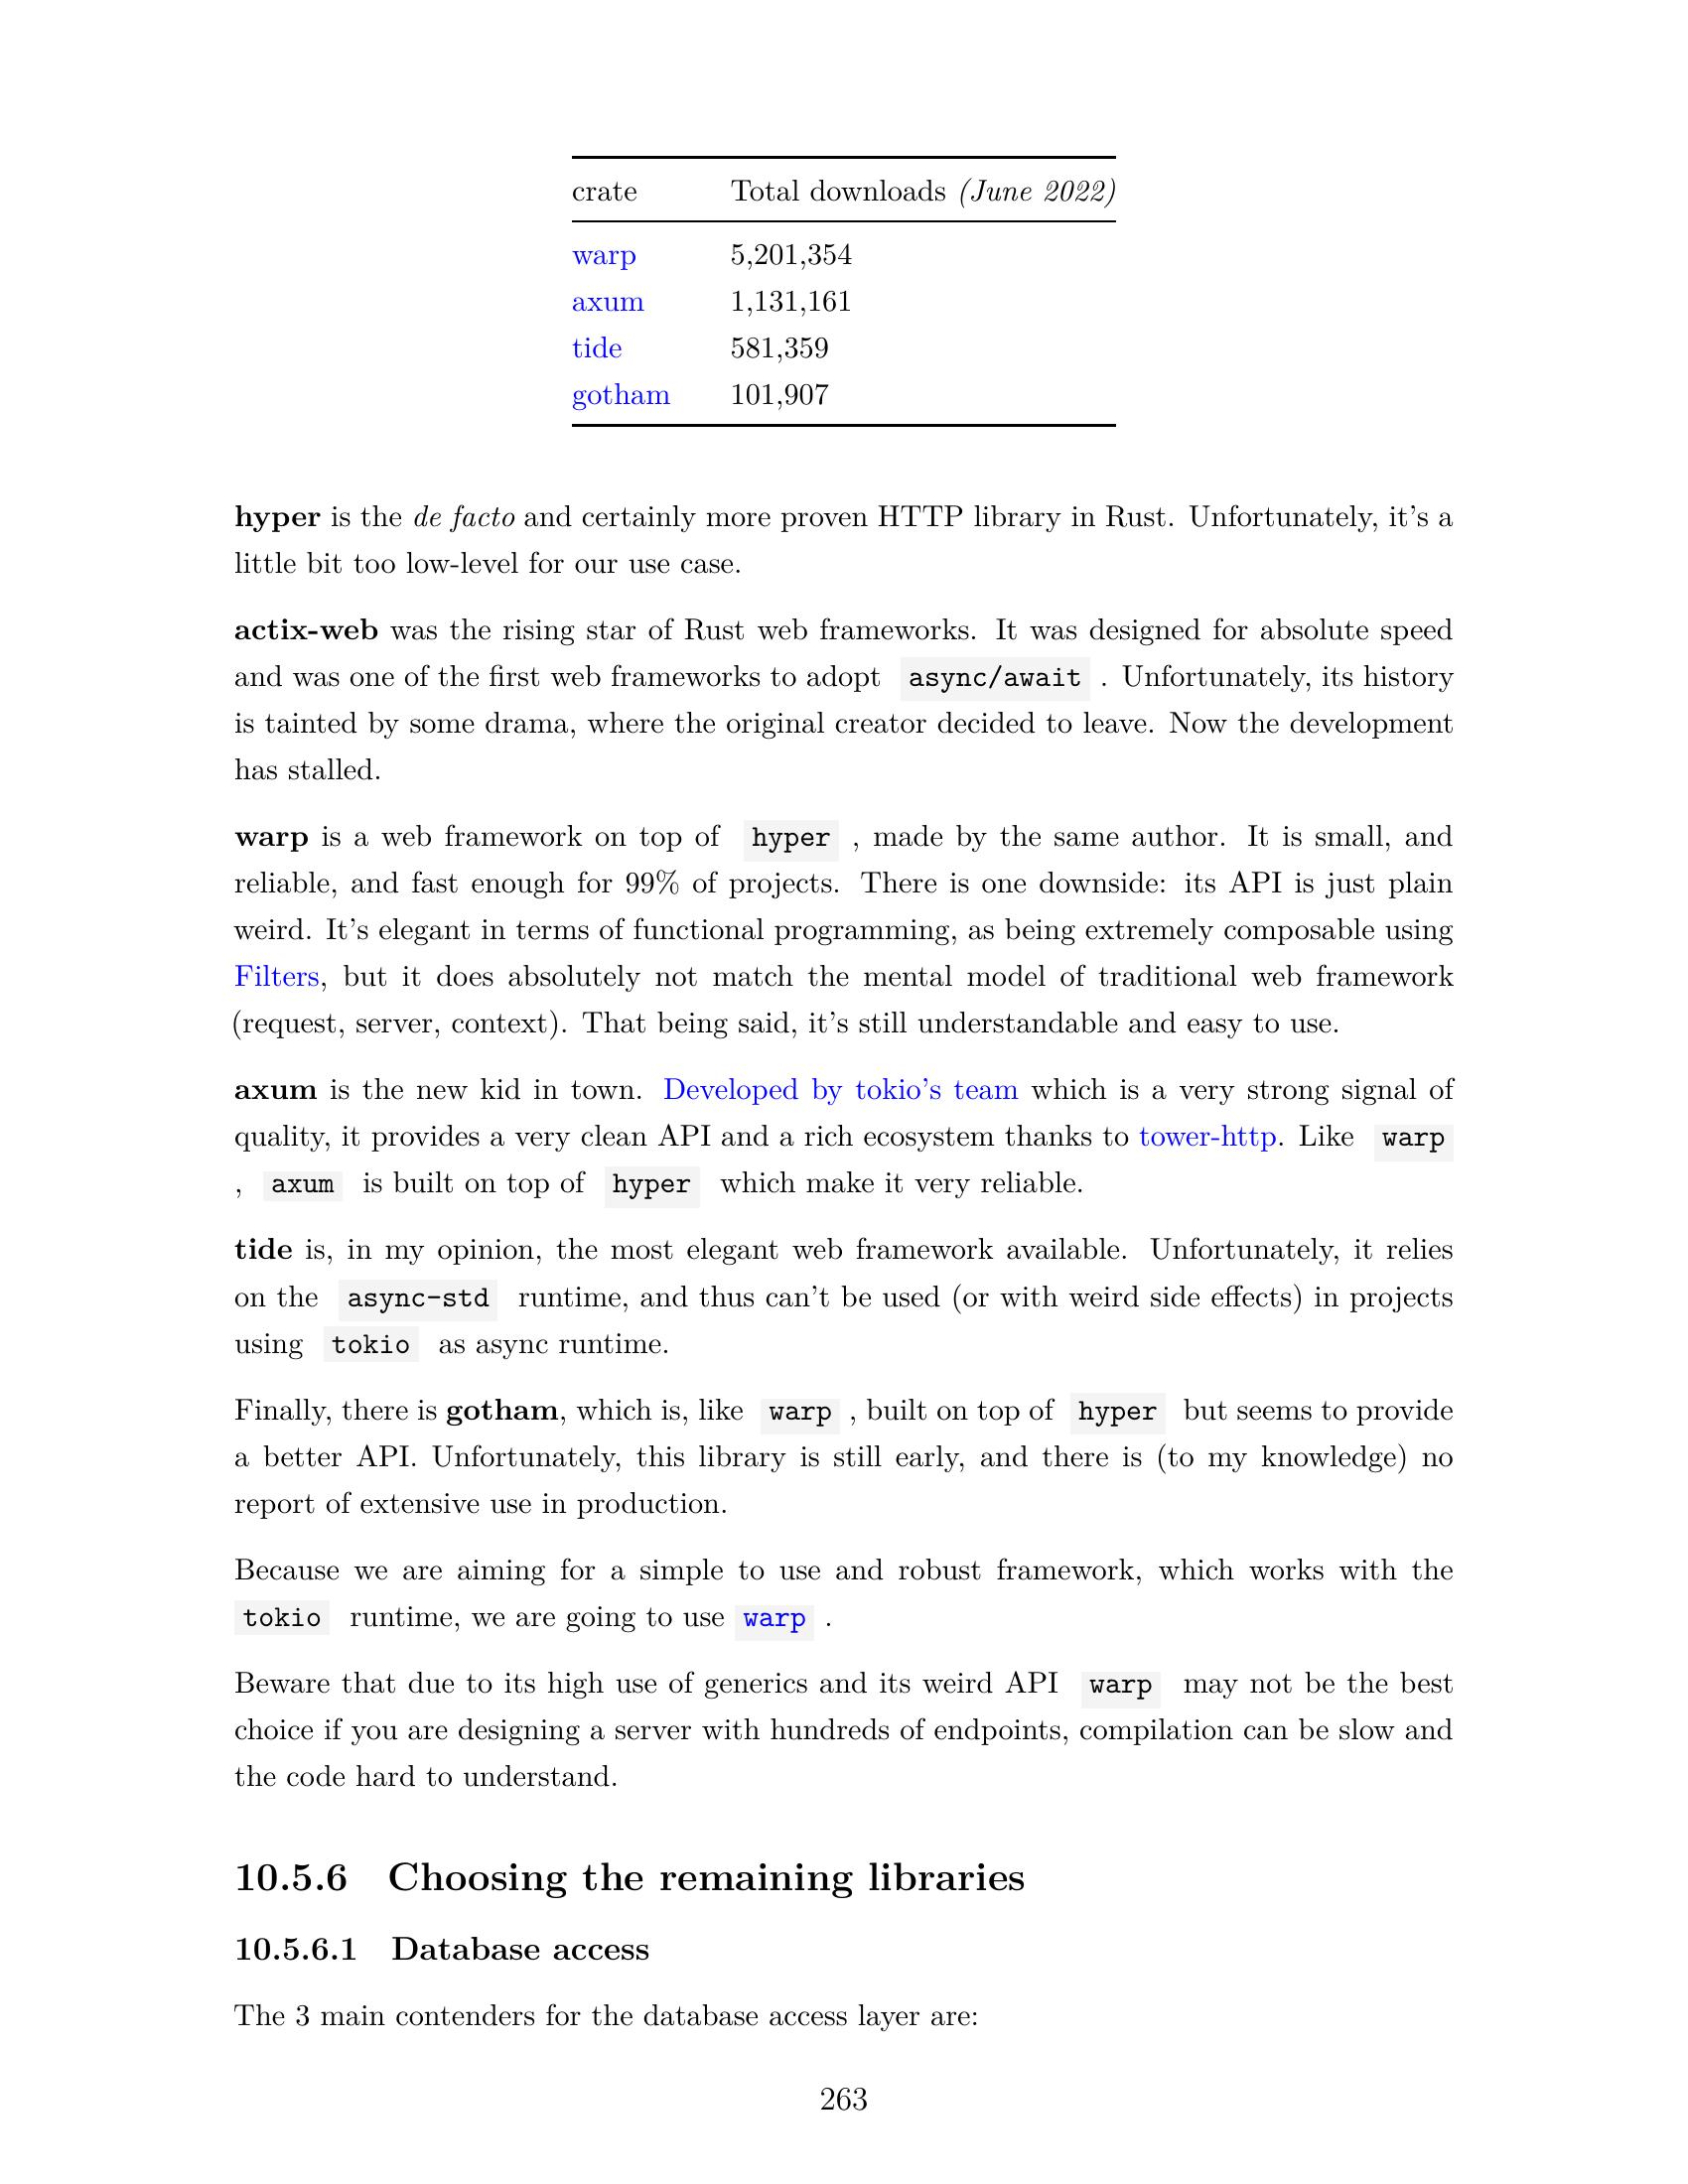 crate Total downloads (June 2022)
warp 5,201,354
axum 1,131,161
tide 581,359
gotham 101,907
hyper is the de facto and certainly more proven HTTP library in Rust. Unfortunately, it's a
little bit too low-level for our use case.
actix-web was the rising star of Rust web frameworks. It was designed for absolute speed
and was one of the first web frameworks to adopt async/await . Unfortunately, its history
is tainted by some drama, where the original creator decided to leave. Now the development
has stalled.
warp is a web framework on top of hyper , made by the same author. It is small, and
reliable, and fast enough for 99% of projects. There is one downside: its API is just plain
weird. It's elegant in terms of functional programming, as being extremely composable using
Filters, but it does absolutely not match the mental model of traditional web framework
(request, server, context). That being said, it's still understandable and easy to use.
axum is the new kid in town. Developed by tokio's team which is a very strong signal of
quality, it provides a very clean API and a rich ecosystem thanks to tower-http. Like warp
, axum is built on top of hyper which make it very reliable.
tide is, in my opinion, the most elegant web framework available. Unfortunately, it relies
on the async-std runtime, and thus can't be used (or with weird side effects) in projects
using tokio as async runtime.
Finally, there is gotham, which is, like warp , built on top of hyper but seems to provide
a better API. Unfortunately, this library is still early, and there is (to my knowledge) no
report of extensive use in production.
Because we are aiming for a simple to use and robust framework, which works with the
tokio runtime, we are going to use warp .
Beware that due to its high use of generics and its weird API warp may not be the best
choice if you are designing a server with hundreds of endpoints, compilation can be slow and
the code hard to understand.
10.5.6 Choosing the remaining libraries
10.5.6.1 Database access
The 3 main contenders for the database access layer are:
263